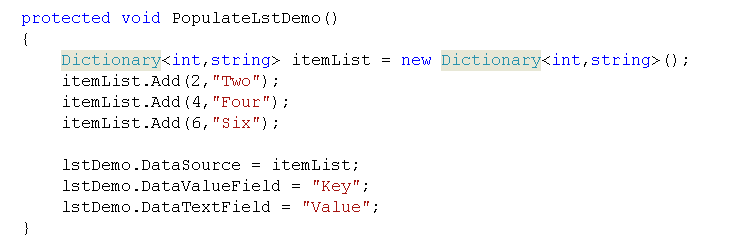 protected void PopulateLstDemo()
{
    Dictionary<int,string> itemList = new Dictionary<int,string>();
    itemList.Add(2,"Two");
    itemList.Add(4,"Four");
    itemList.Add(6,"Six");

    lstDemo.DataSource = itemList;
    lstDemo.DataValueField = "Key";
    lstDemo.DataTextField = "Value";
}